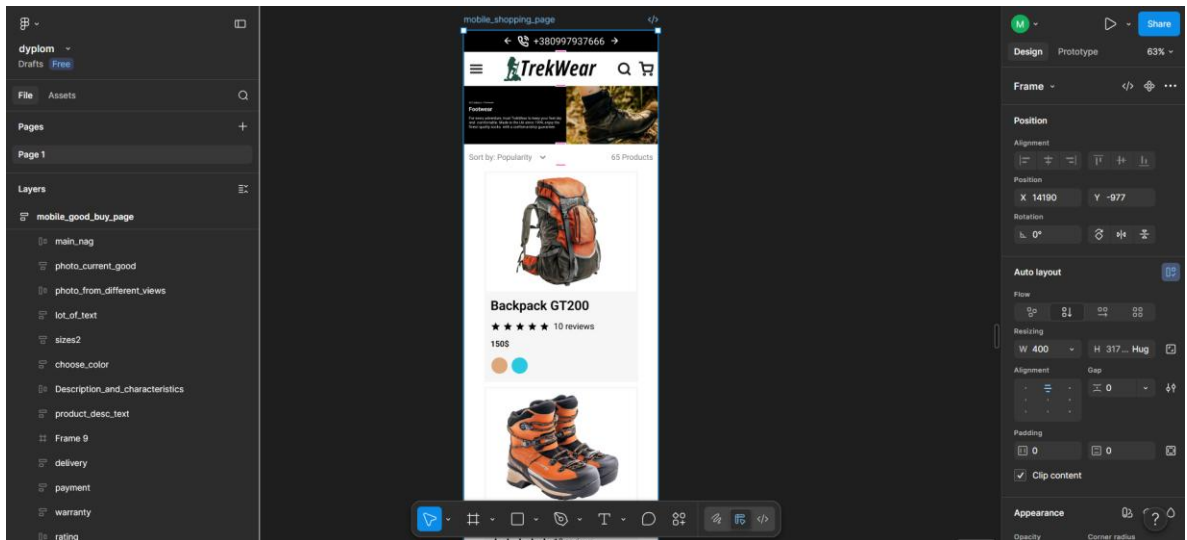 dyplom
Drafts Free
File Assets
Pages
Page 1
Layers
mobile_good_buy_page
main_nag
photo_current_good
photo_from_different_views
lot_of_text
sizes2
choose_color
Description_and_characteristics
product_desc_text
Frame 9
delivery
payment
warranty
rating
mobile_shopping_page
+380997937666
TrekWear
Footwear
Sort by: Popularity
65 Products
Backpack GT200
10 reviews
150$
M
Share
Design Prototype 63%
Frame
Position
Alignment
Position
X 14190 Y -977
Rotation
0°
Auto layout
Flow
Resizing
W 400 H 317... Hug
Alignment Gap
0
Padding
0 0
Clip content
Appearance
Opacity Corner radius
?